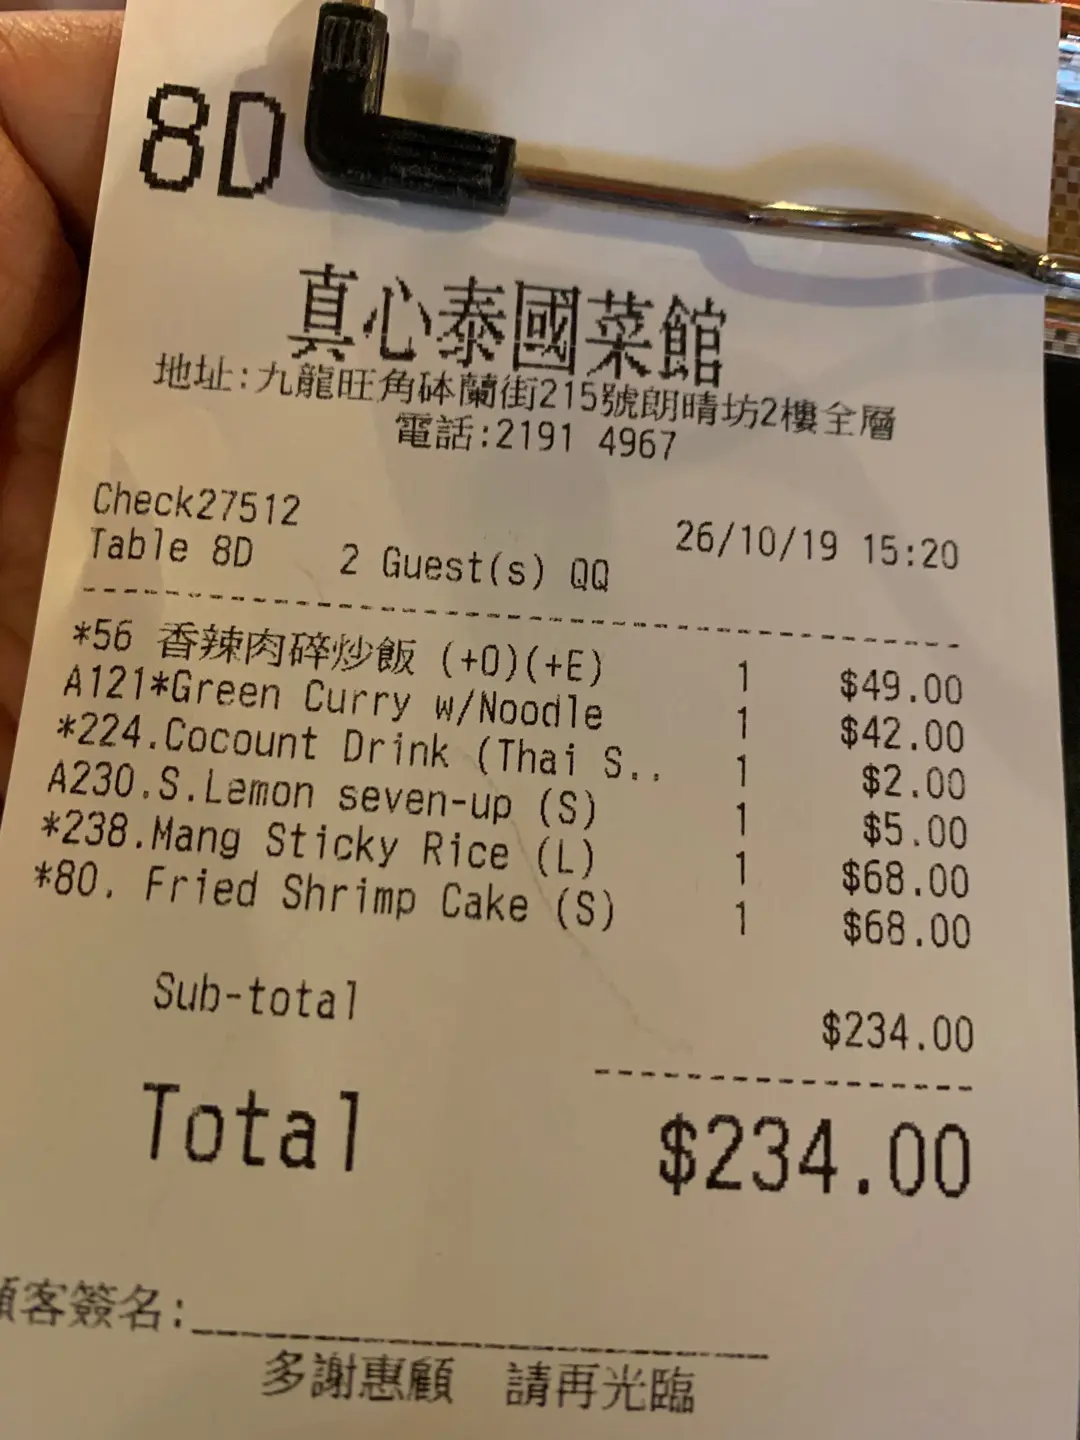 8D
真心泰國菜館
地址:九龍旺角砵蘭街215號朗晴坊2樓全層
電話:2191 4967
Check27512
Table 8D 2 Guest(s) QQ 26/10/19 15:20
*56 香辣肉碎炒飯 (+O)(+E) 1 $49.00
A121*Green Curry w/Noodle 1 $42.00
*224.Cocount Drink (Thai S.. 1 $2.00
A230.S.Lemon seven-up (S) 1 $5.00
*238.Mang Sticky Rice (L) 1 $68.00
*80. Fried Shrimp Cake (S) 1 $68.00
Sub-total $234.00
Total $234.00
顧客簽名:
多謝惠顧 請再光臨